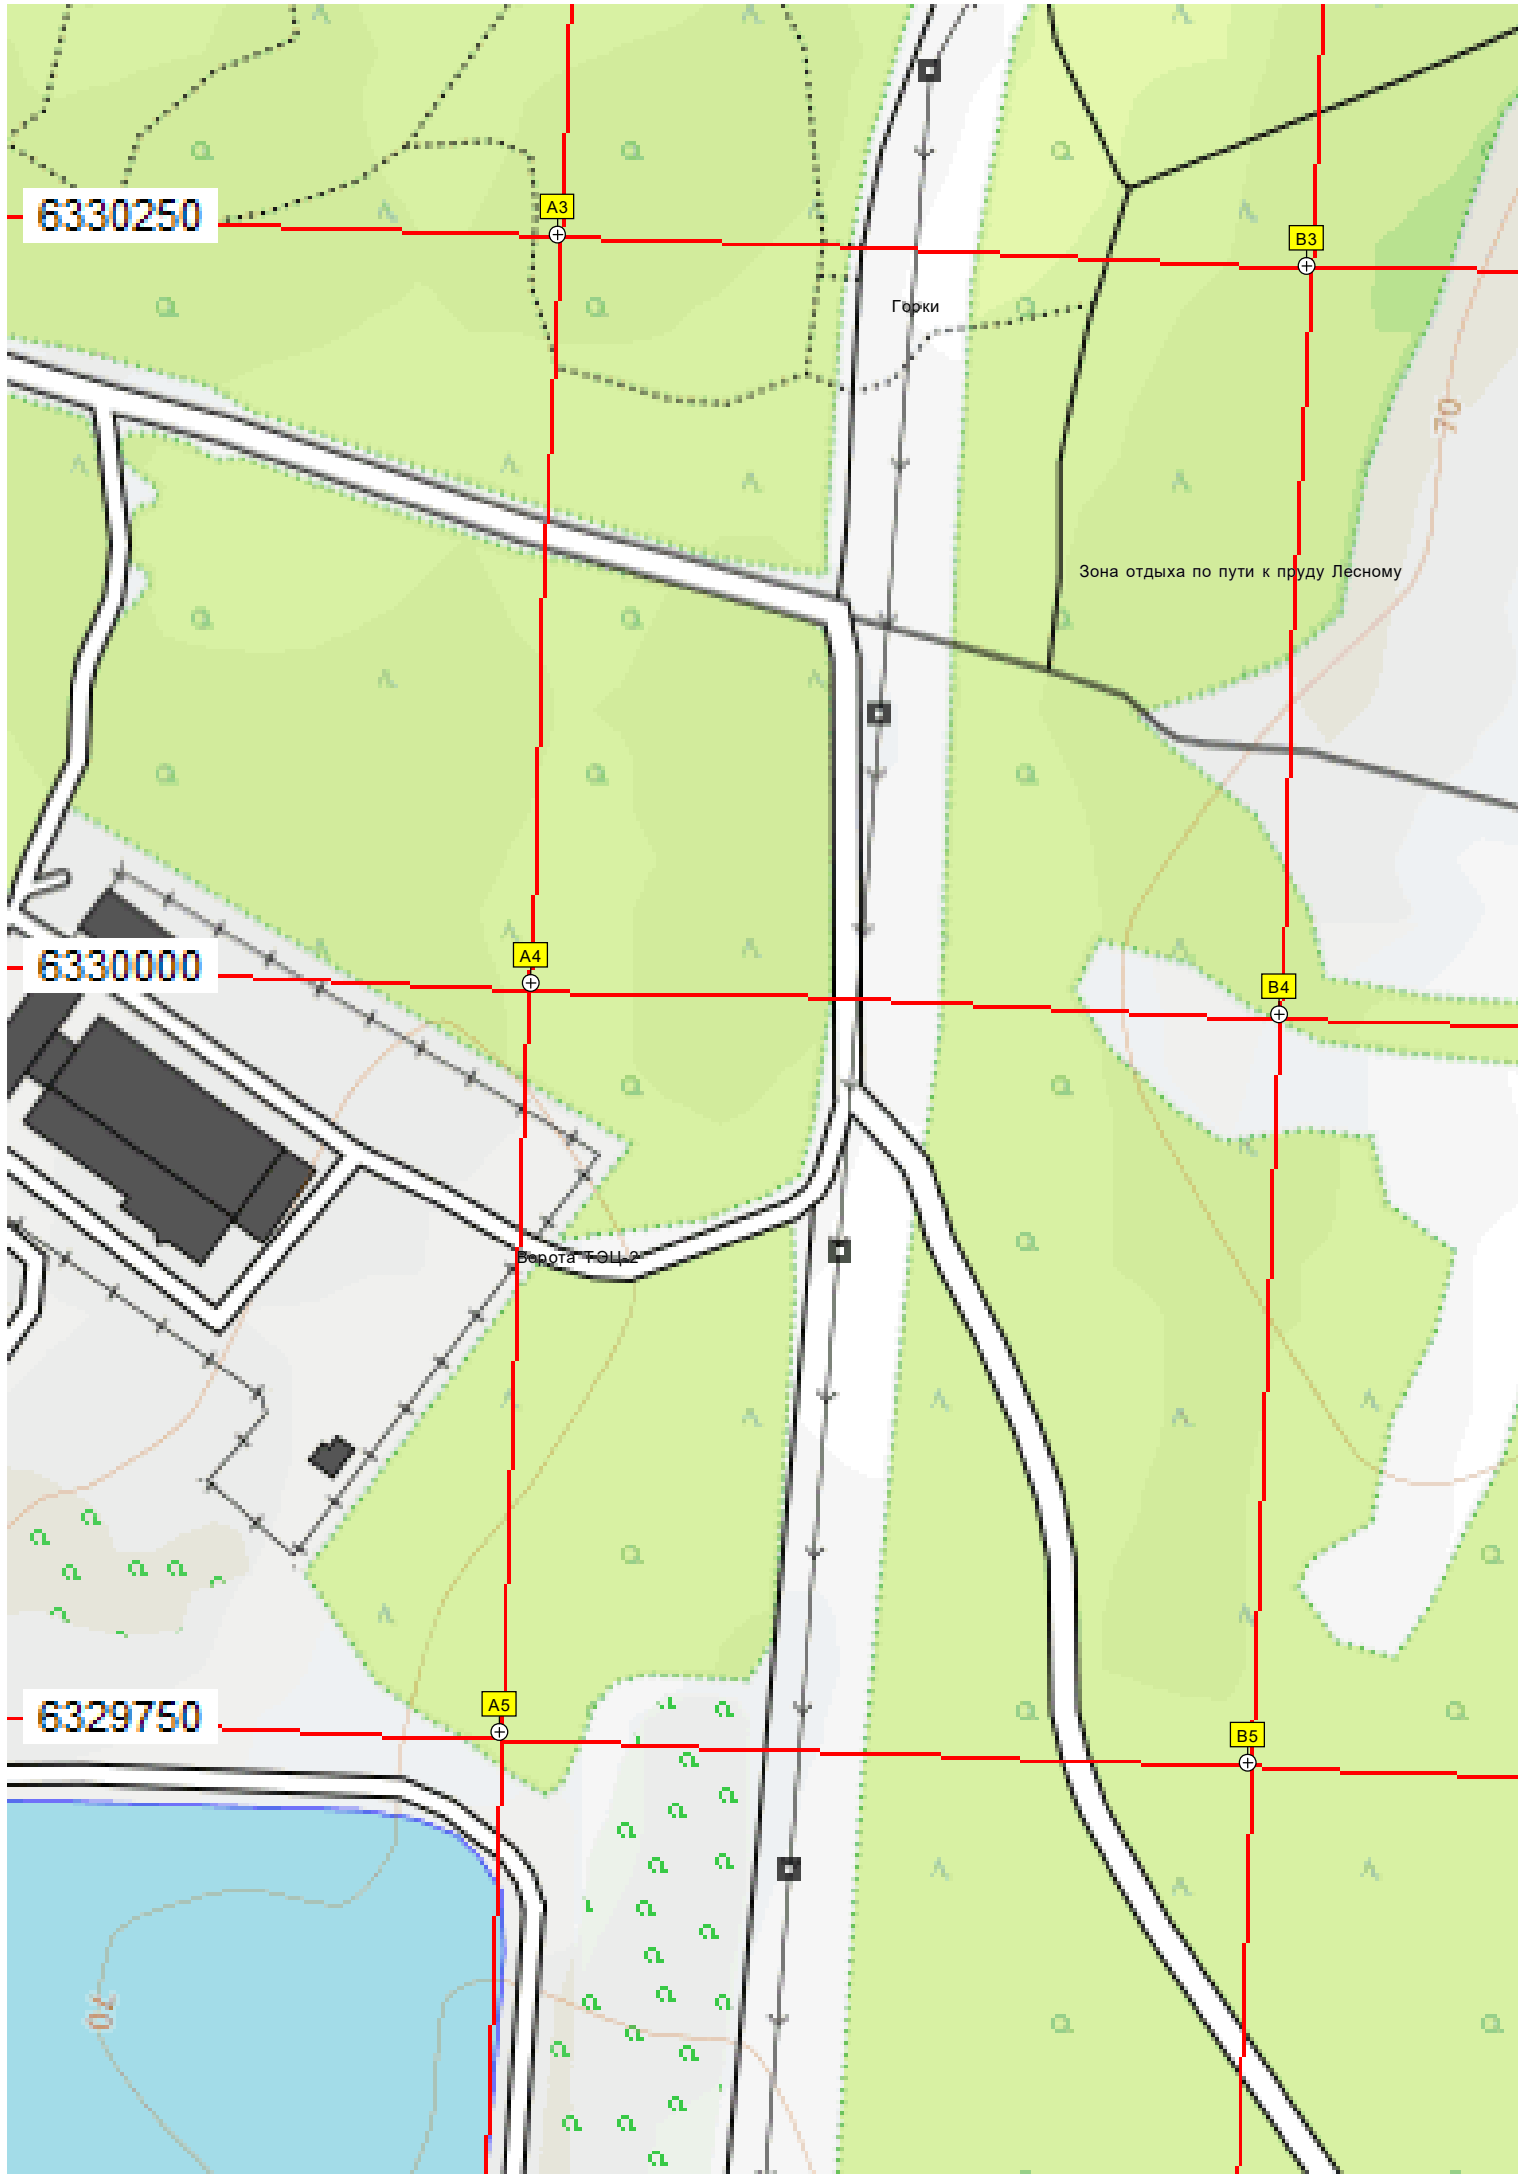 6330250
A3
B3
Горки
70
Зона отдыха по пути к пруду Лесному
6330000
A4
B4
Ворота ТЭЦ-2
6329750
A5
B5
70